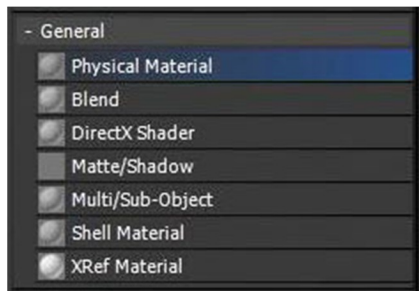 - General
Physical Material
Blend
DirectX Shader
Matte/Shadow
Multi/Sub-Object
Shell Material
XRef Material